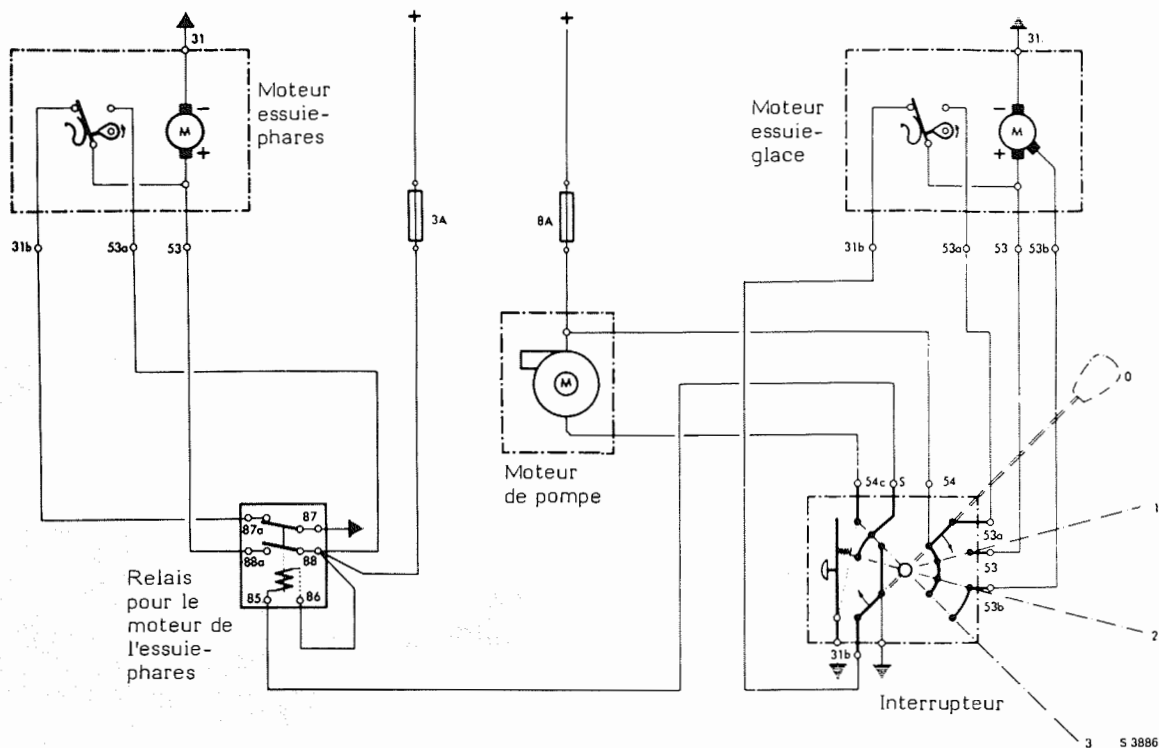 +
+
31
31
Moteur
essuie-
phares
Moteur
essuie-
glace
-
M
+
-
M
+
3A
8A
31b
53a
53
31b
53a
53
53b
M
0
Moteur
de pompe
54c
S
54
1
87
87a
53a
88a
88
53
85
86
53b
2
Relais
pour le
moteur de
l'essuie-
phares
31b
Interrupteur
3
S 3886